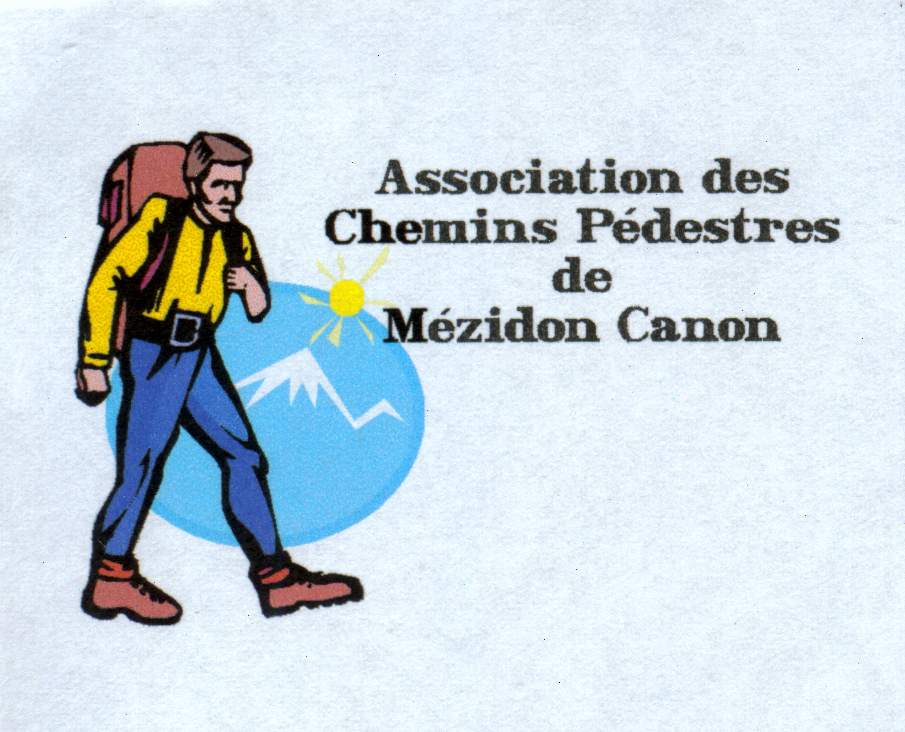 Association des
Chemins Pédestres
de
Mézidon Canon